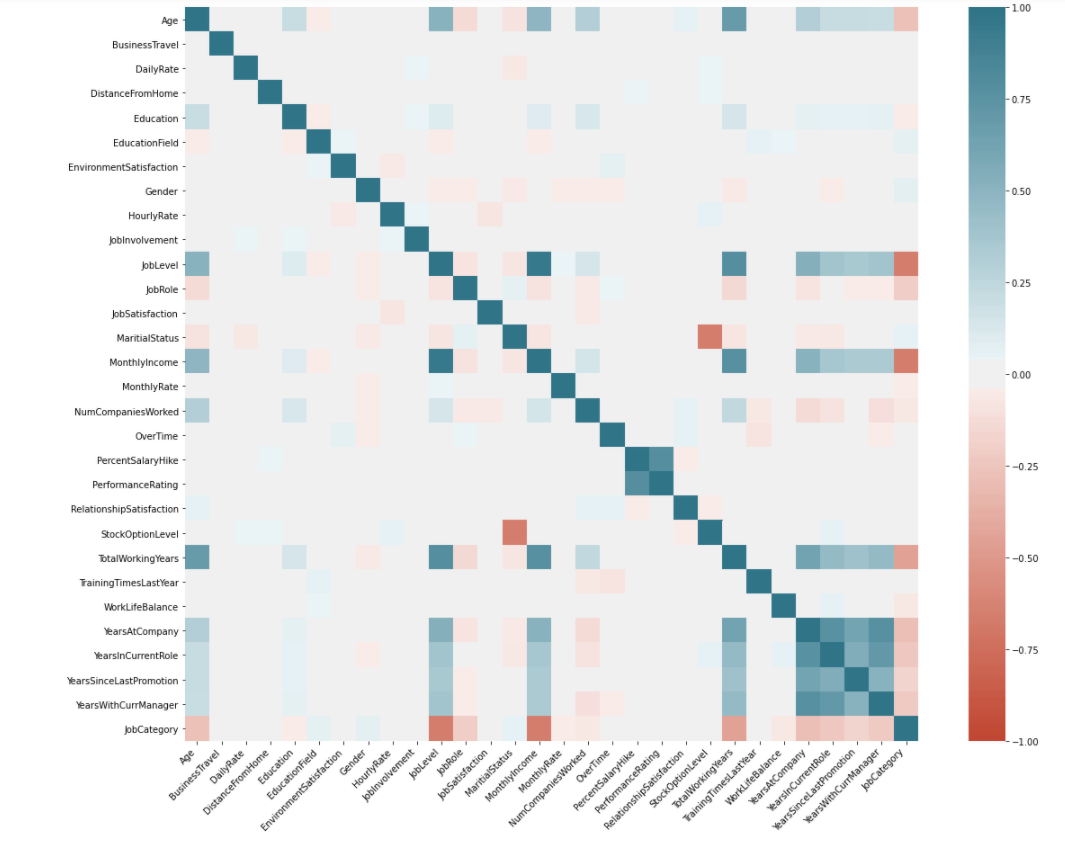 Age
BusinessTravel
DailyRate
DistanceFromHome
Education
EducationField
EnvironmentSatisfaction
Gender
HourlyRate
JobInvolvement
JobLevel
JobRole
JobSatisfaction
MaritialStatus
MonthlyIncome
MonthlyRate
NumCompaniesWorked
OverTime
PercentSalaryHike
PerformanceRating
RelationshipSatisfaction
StockOptionLevel
TotalWorkingYears
TrainingTimesLastYear
WorkLifeBalance
YearsAtCompany
YearsInCurrentRole
YearsSinceLastPromotion
YearsWithCurrManager
JobCategory
Age
BusinessTravel
DailyRate
DistanceFromHome
Education
EducationField
EnvironmentSatisfaction
Gender
HourlyRate
JobInvolvement
JobLevel
JobRole
JobSatisfaction
MaritialStatus
MonthlyIncome
MonthlyRate
NumCompaniesWorked
OverTime
PercentSalaryHike
PerformanceRating
RelationshipSatisfaction
StockOptionLevel
TotalWorkingYears
TrainingTimesLastYear
WorkLifeBalance
YearsAtCompany
YearsInCurrentRole
YearsSinceLastPromotion
YearsWithCurrManager
JobCategory
1.00
0.75
0.50
0.25
0.00
−0.25
−0.50
−0.75
−1.00